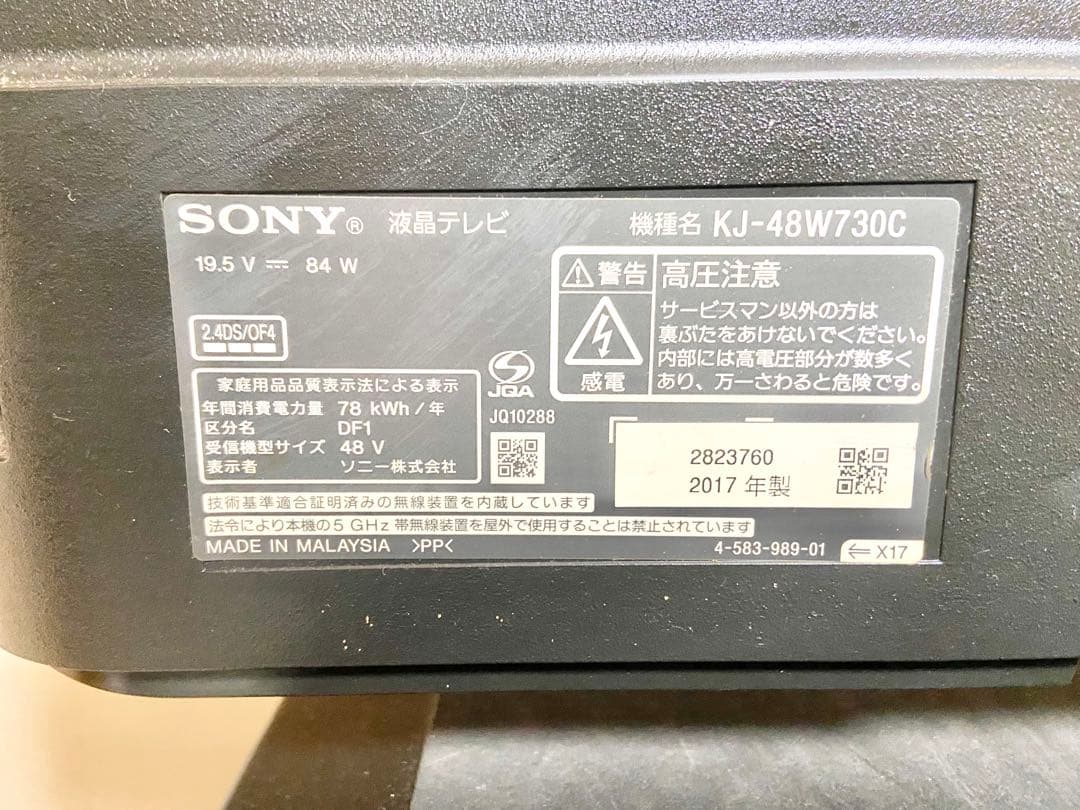 SONY® 液晶テレビ
機種名 KJ-48W730C
19.5 V ⎓ 84 W
2.4DS/OF4
⚠警告 高圧注意
感電
サービスマン以外の方は
裏ぶたをあけないでください。
内部には高電圧部分が数多く
あり、万一さわると危険です。
家庭用品品質表示法による表示
年間消費電力量 78 kWh/年
区分名 DF1
受信機型サイズ 48 V
表示者 ソニー株式会社
JQA
JQ10288
2823760
2017 年製
技術基準適合証明済みの無線装置を内蔵しています
法令により本機の5 GHz 帯無線装置を屋外で使用することは禁止されています
MADE IN MALAYSIA >PP<
4-583-989-01
⇐ X17